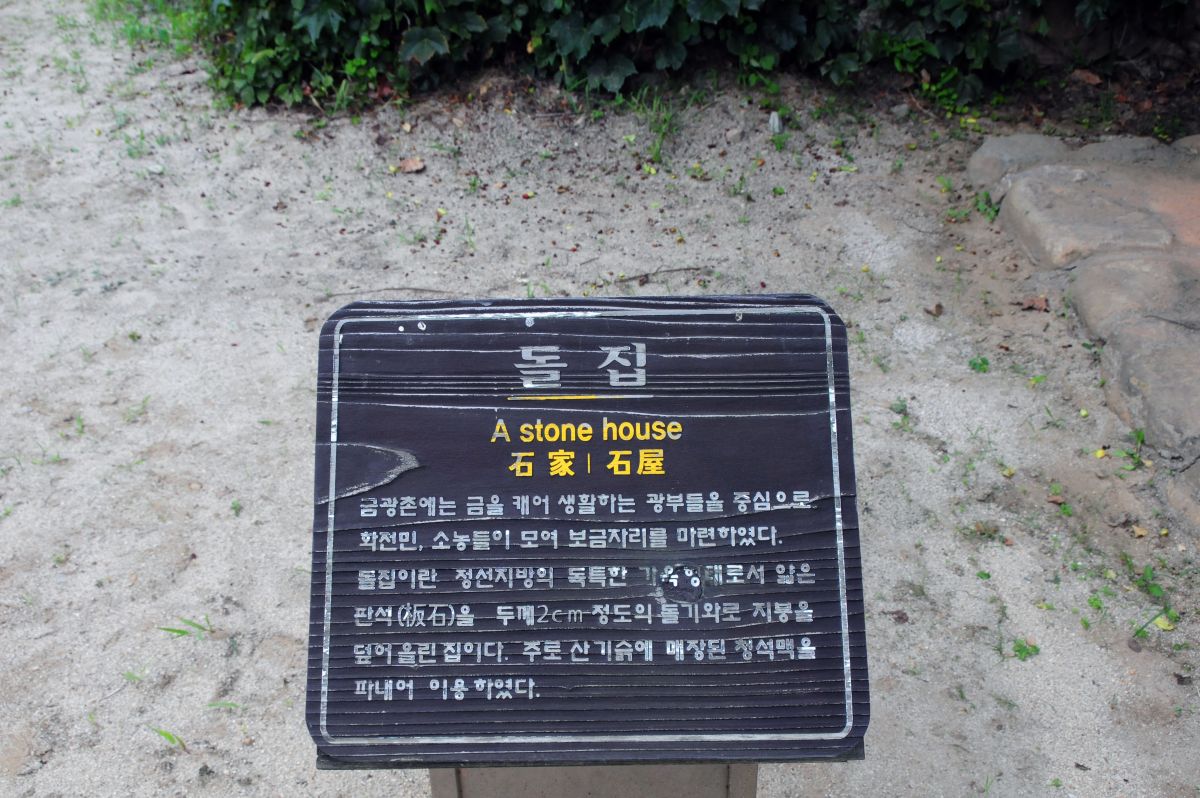 돌 집
A stone house
石家 | 石屋
금광촌에는 금을 캐어 생활하는 광부들을 중심으로
화전민, 소농들이 모여 보금자리를 마련하였다.
돌집이란 정선지방의 독특한 가옥형태로서 얇은
판석(板石)을 두께2cm 정도의 돌기와로 지붕을
덮어 올린 집이다. 주로 산기슭에 매장된 청석맥을
파내어 이용하였다.